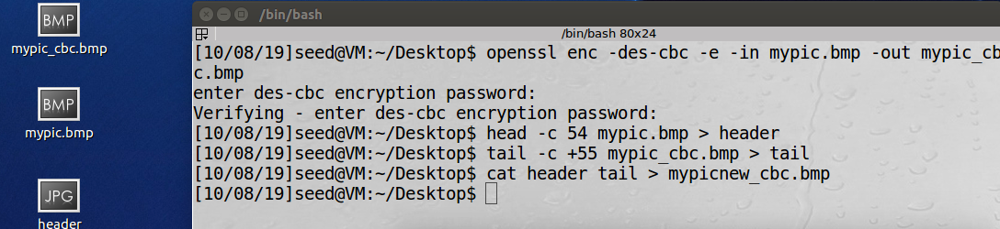 BMP
mypic_cbc.bmp
BMP
mypic.bmp
JPG
header
/bin/bash
/bin/bash 80x24
[10/08/19]seed@VM:~/Desktop$ openssl enc -des-cbc -e -in mypic.bmp -out mypic_cb
c.bmp
enter des-cbc encryption password:
Verifying - enter des-cbc encryption password:
[10/08/19]seed@VM:~/Desktop$ head -c 54 mypic.bmp > header
[10/08/19]seed@VM:~/Desktop$ tail -c +55 mypic_cbc.bmp > tail
[10/08/19]seed@VM:~/Desktop$ cat header tail > mypicnew_cbc.bmp
[10/08/19]seed@VM:~/Desktop$